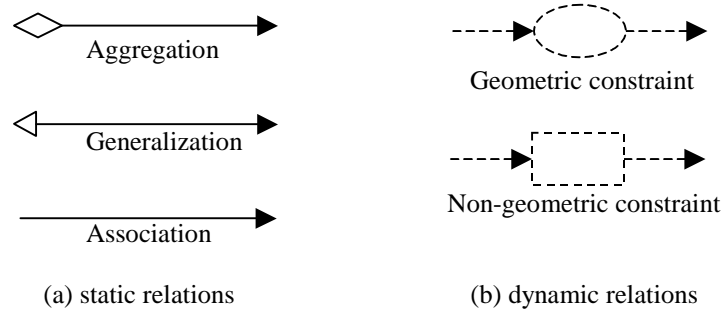 Aggregation
Generalization
Association
(a) static relations
Geometric constraint
Non-geometric constraint
(b) dynamic relations